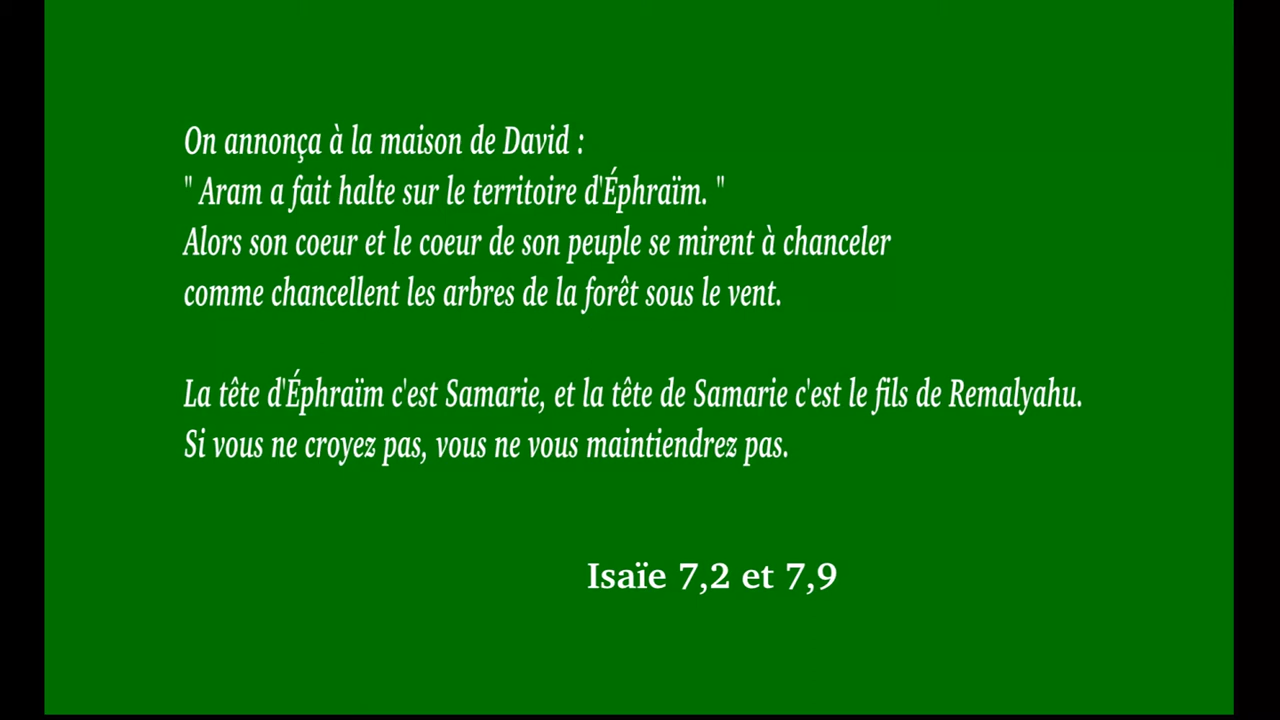 On annonça à la maison de David :
" Aram a fait halte sur le territoire d'Éphraïm. "
Alors son coeur et le coeur de son peuple se mirent à chanceler
comme chancellent les arbres de la forêt sous le vent.
La tête d'Éphraïm c'est Samarie, et la tête de Samarie c'est le fils de Remalyahu.
Si vous ne croyez pas, vous ne vous maintiendrez pas.
Isaïe 7,2 et 7,9